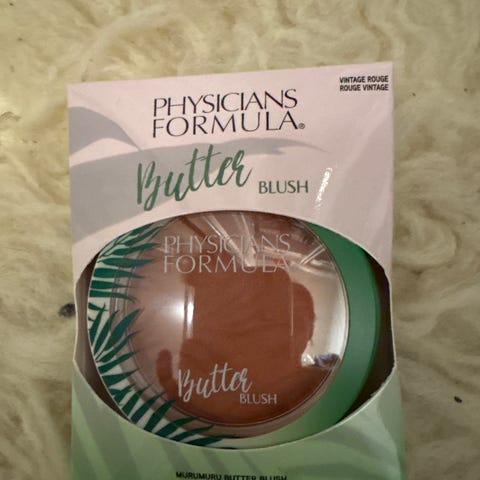 VINTAGE ROUGE
ROUGE VINTAGE
PHYSICIANS
FORMULA®
Butter BLUSH
PHYSICIANS
FORMULA
Butter
BLUSH
MURUMURU BUTTER BLUSH